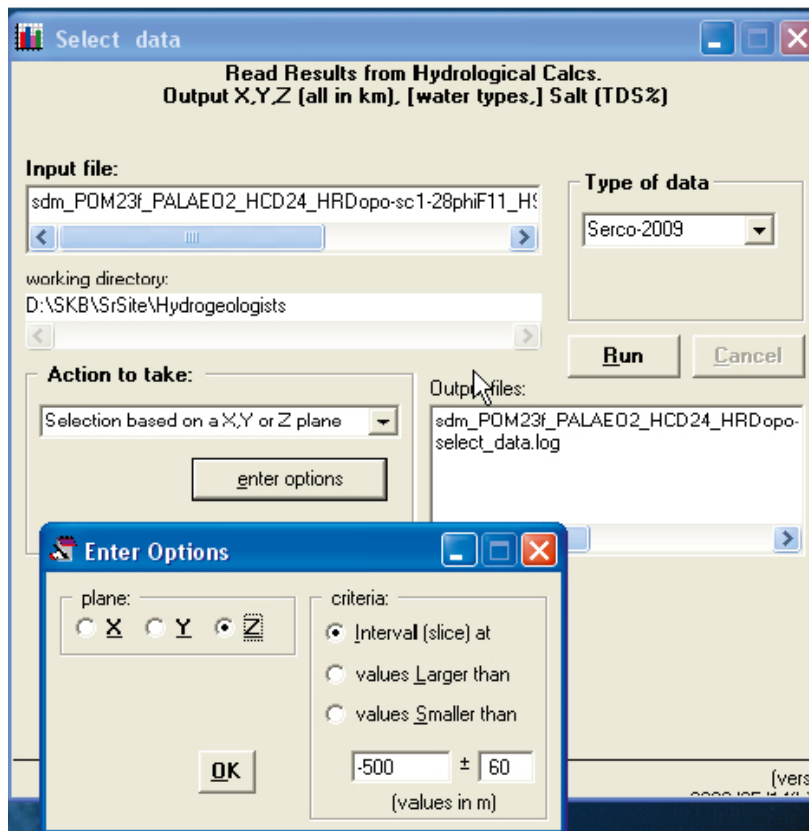 Select data
Read Results from Hydrological Calcs.
Output X,Y,Z (all in km), [water types,] Salt (TDS%)
Input file:
sdm_POM23f_PALAEO2_HCD24_HRDopo-sc1-28phiF11_HS
Type of data
Serco-2009
working directory:
D:\SKB\SrSite\Hydrogeologists
Run
Cancel
Action to take:
Selection based on a X,Y or Z plane
enter options
Output files:
sdm_POM23f_PALAEO2_HCD24_HRDopo-
select_data.log
Enter Options
plane:
X Y Z
criteria:
Interval (slice) at
values Larger than
values Smaller than
-500 ± 60
(values in m)
OK
(vers